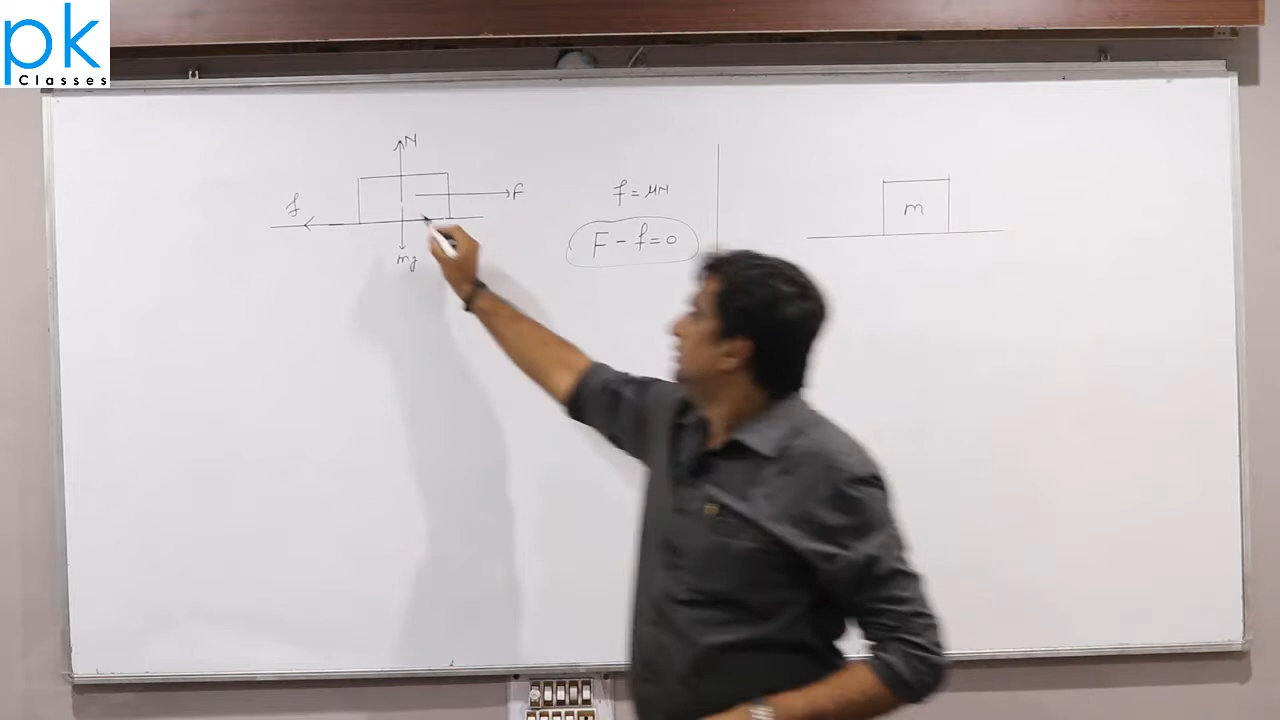 pk
Classes
N
F
f
mg
f = μN
F - f = 0
m